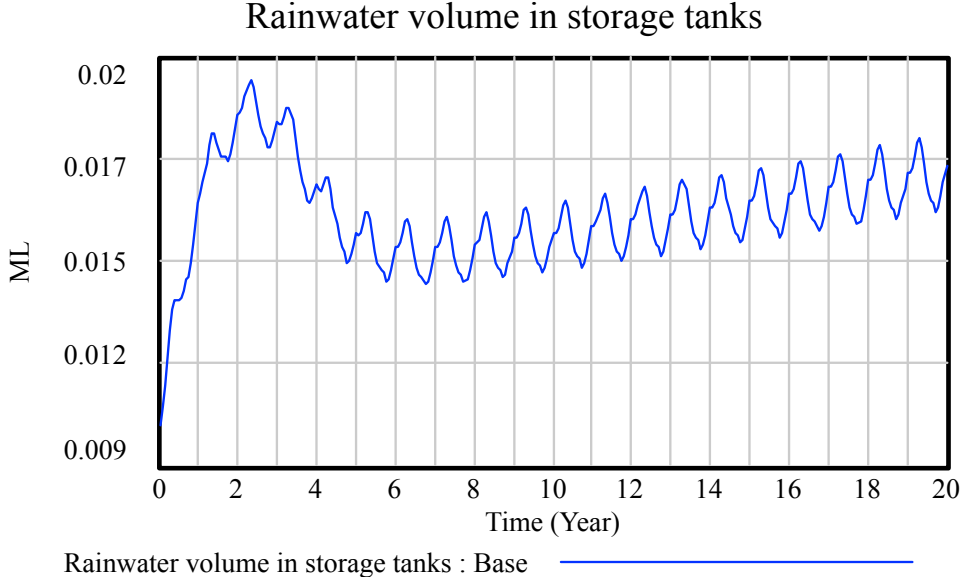 Rainwater volume in storage tanks
0.02
0.017
0.015
0.012
0.009
ML
0 2 4 6 8 10 12 14 16 18 20
Time (Year)
Rainwater volume in storage tanks : Base